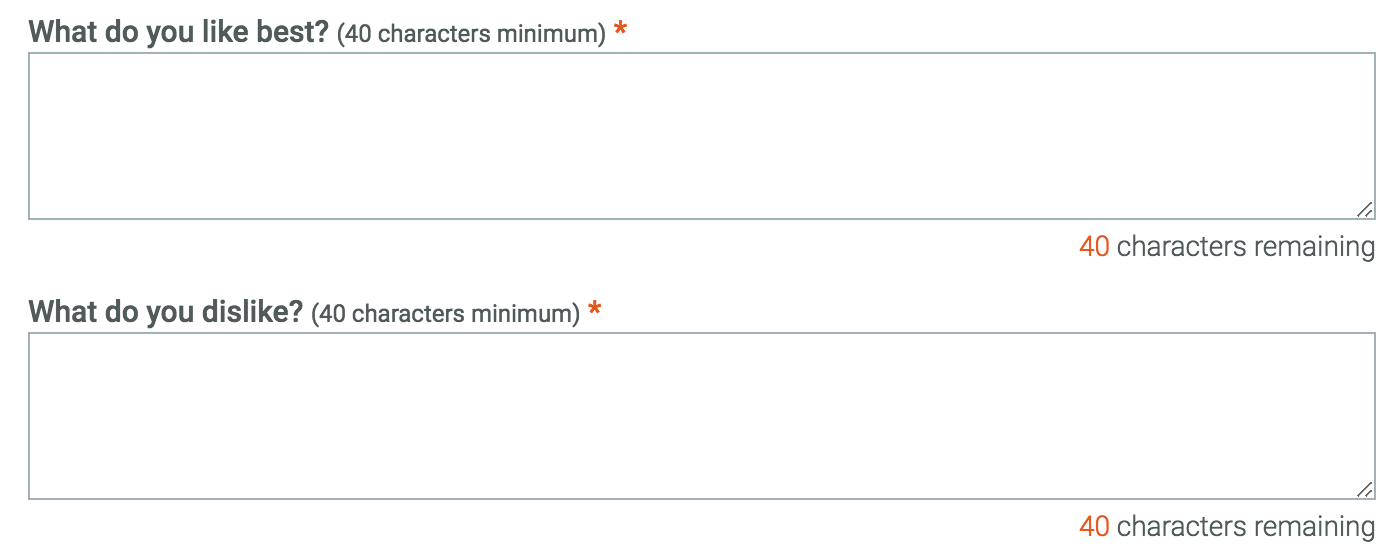 What do you like best? (40 characters minimum) *
40 characters remaining
What do you dislike? (40 characters minimum) *
40 characters remaining